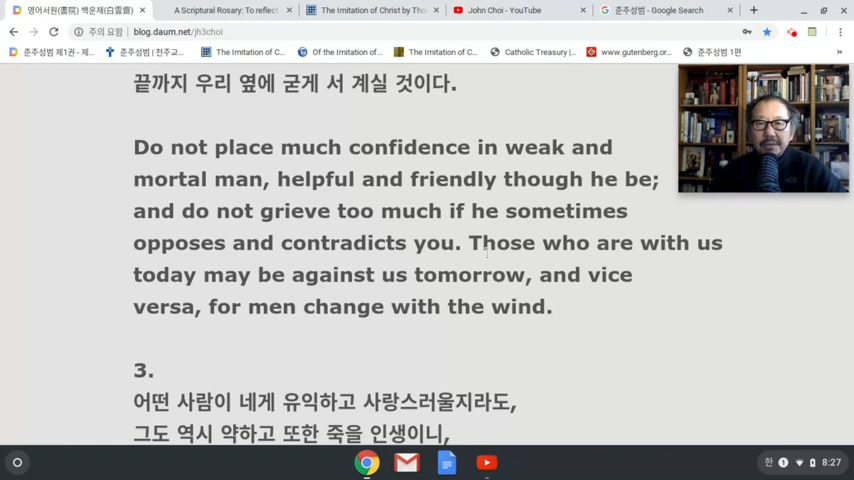 영어서원(書院) 백운재(白雲齋)
A Scriptural Rosary: To reflect
The Imitation of Christ by Tho
John Choi - YouTube
준주성범 - Google Search
주의 요함
blog.daum.net/jh3choi
준주성범 제1권 - 제...
준주성범 | 천주교...
The Imitation of C...
Of the Imitation of...
The Imitation of C...
Catholic Treasury |...
www.gutenberg.or...
준주성범 1편
끝까지 우리 옆에 굳게 서 계실 것이다.
Do not place much confidence in weak and
mortal man, helpful and friendly though he be;
and do not grieve too much if he sometimes
opposes and contradicts you. Those who are with us
today may be against us tomorrow, and vice
versa, for men change with the wind.
3.
어떤 사람이 네게 유익하고 사랑스러울지라도,
그도 역시 약하고 또한 죽을 인생이니,
한
1
8:27